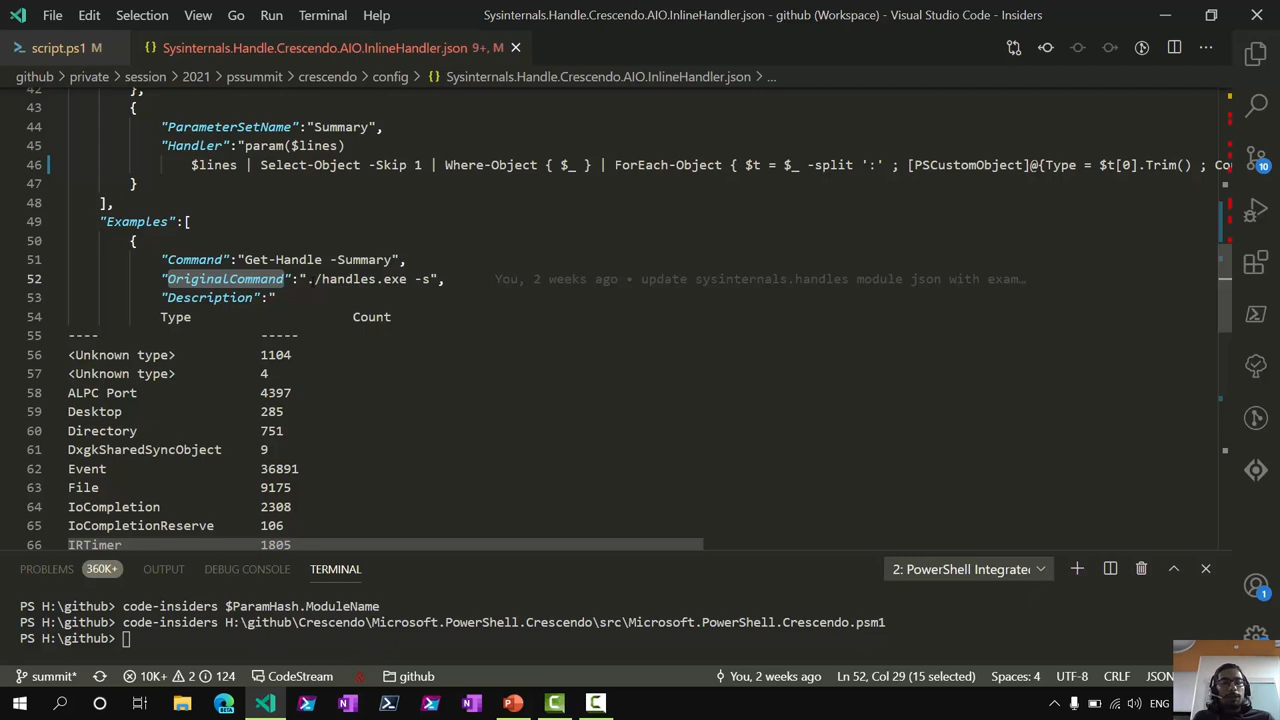 File Edit Selection View Go Run Terminal Help Sysinternals.Handle.Crescendo.AIO.InlineHandler.json - github (Workspace) - Visual Studio Code - Insiders
script.ps1 M {} Sysinternals.Handle.Crescendo.AIO.InlineHandler.json 9+, M
github > private > session > 2021 > pssummit > crescendo > config > {} Sysinternals.Handle.Crescendo.AIO.InlineHandler.json > ...
42 },
43 {
44 "ParameterSetName":"Summary",
45 "Handler":"param($lines)
46 $lines | Select-Object -Skip 1 | Where-Object { $_ } | ForEach-Object { $t = $_ -split ':' ; [PSCustomObject]@{Type = $t[0].Trim() ; Co
47 }
48 ],
49 "Examples":[
50 {
51 "Command":"Get-Handle -Summary",
52 "OriginalCommand":"./handles.exe -s", You, 2 weeks ago • update sysinternals.handles module json with exam…
53 "Description":"
54 Type Count
55 ---- -----
56 <Unknown type> 1104
57 <Unknown type> 4
58 ALPC Port 4397
59 Desktop 285
60 Directory 751
61 DxgkSharedSyncObject 9
62 Event 36891
63 File 9175
64 IoCompletion 2308
65 IoCompletionReserve 106
66 IRTimer 1805
10
PROBLEMS 360K+ OUTPUT DEBUG CONSOLE TERMINAL 2: PowerShell Integrated
PS H:\github> code-insiders $ParamHash.ModuleName
PS H:\github> code-insiders H:\github\Crescendo\Microsoft.PowerShell.Crescendo\src\Microsoft.PowerShell.Crescendo.psm1
PS H:\github>
1
summit* 10K+ 2 124 CodeStream github You, 2 weeks ago Ln 52, Col 29 (15 selected) Spaces: 4 UTF-8 CRLF JSON
BETA ENG